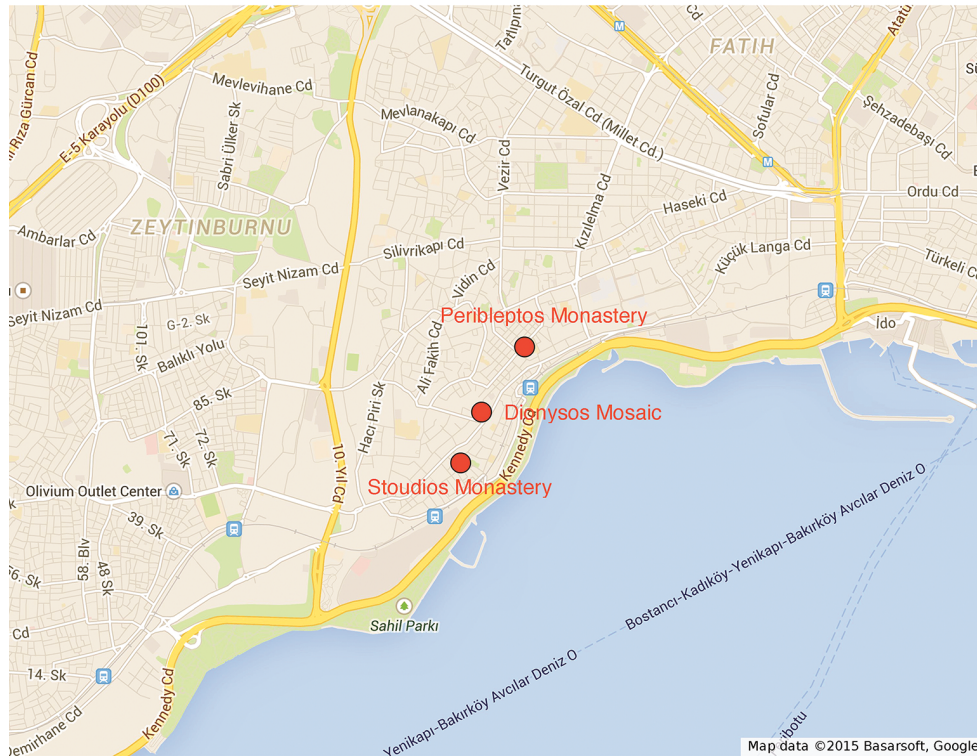 Rıza Gürcan Cd
E-5 Karayolu (D100)
Mevlevihane Cd
Sabri Ülker Sk
Mevlanakapı Cd
Vezir Cd
Turgut Özal Cd (Millet Cd.)
M
FATIH
Sofular Cd
Şehzadebaşı Cd
M
Ordu Cd
Haseki Cd
Kızılelma Cd
ZEYTINBURNU
Ambarlar Cd
Silivrikapı Cd
Küçük Langa Cd
Seyit Nizam Cd
Vidin Cd
Seyit Nizam Cd
G-2. Sk
101. Sk
Balıklı Yolu
Peribleptos Monastery
İdo
Ali Fakih Cd
Hacı Piri Sk
85. Sk
72. Sk
71. Sk
Dionysos Mosaic
Kennedy Cd
10. Yıl Cd
Stoudios Monastery
Olivium Outlet Center
39. Sk
58. Blv
48 Sk
Cd
Sahil Parkı
Bostancı-Kadıköy-Yenikapı-Bakırköy Avcılar Deniz O
14. Sk
Kennedy Cd
Yenikapı-Bakırköy Avcılar Deniz O
Demirhane Cd
Map data ©2015 Basarsoft, Google